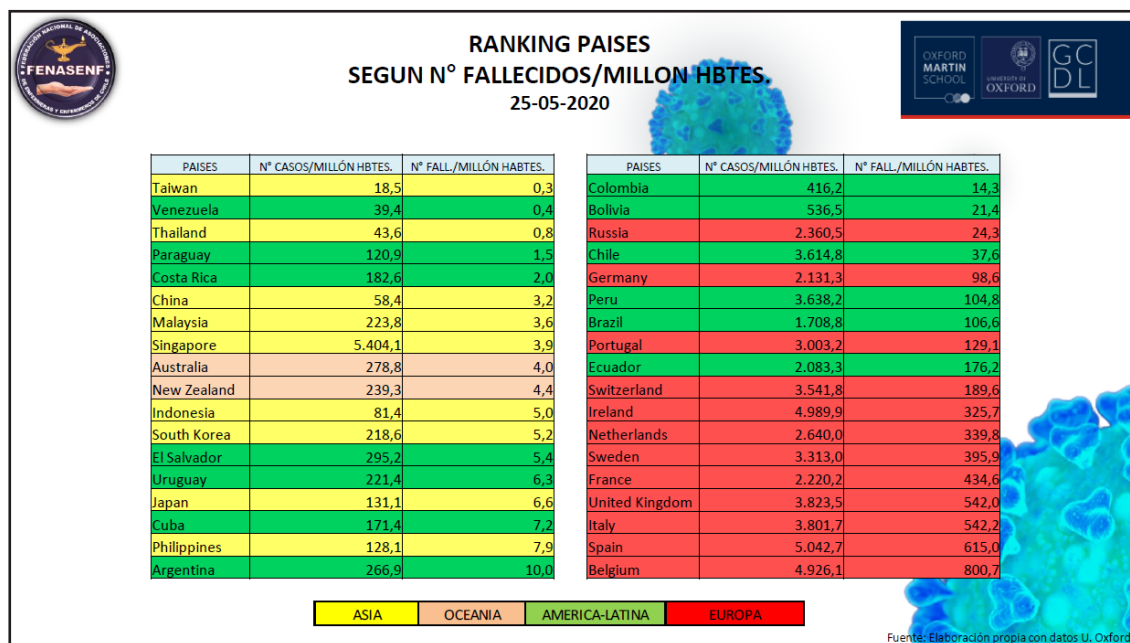 FEDERACIÓN NACIONAL DE ASOCIACIONES
FENASENF
DE ENFERMERAS Y ENFERMEROS DE CHILE
RANKING PAISES
SEGUN N° FALLECIDOS/MILLON HBTES.
25-05-2020
OXFORD
MARTIN
SCHOOL
UNIVERSITY OF
OXFORD
GC
DL
PAISES N° CASOS/MILLÓN HBTES. N° FALL./MILLÓN HABTES.
Taiwan 18,5 0,3
Venezuela 39,4 0,4
Thailand 43,6 0,8
Paraguay 120,9 1,5
Costa Rica 182,6 2,0
China 58,4 3,2
Malaysia 223,8 3,6
Singapore 5.404,1 3,9
Australia 278,8 4,0
New Zealand 239,3 4,4
Indonesia 81,4 5,0
South Korea 218,6 5,2
El Salvador 295,2 5,4
Uruguay 221,4 6,3
Japan 131,1 6,6
Cuba 171,4 7,2
Philippines 128,1 7,9
Argentina 266,9 10,0
PAISES N° CASOS/MILLÓN HBTES. N° FALL./MILLÓN HABTES.
Colombia 416,2 14,3
Bolivia 536,5 21,4
Russia 2.360,5 24,3
Chile 3.614,8 37,6
Germany 2.131,3 98,6
Peru 3.638,2 104,8
Brazil 1.708,8 106,6
Portugal 3.003,2 129,1
Ecuador 2.083,3 176,2
Switzerland 3.541,8 189,6
Ireland 4.989,9 325,7
Netherlands 2.640,0 339,8
Sweden 3.313,0 395,9
France 2.220,2 434,6
United Kingdom 3.823,5 542,0
Italy 3.801,7 542,2
Spain 5.042,7 615,0
Belgium 4.926,1 800,7
ASIA OCEANIA AMERICA-LATINA EUROPA
Fuente: Elaboración propia con datos U. Oxford